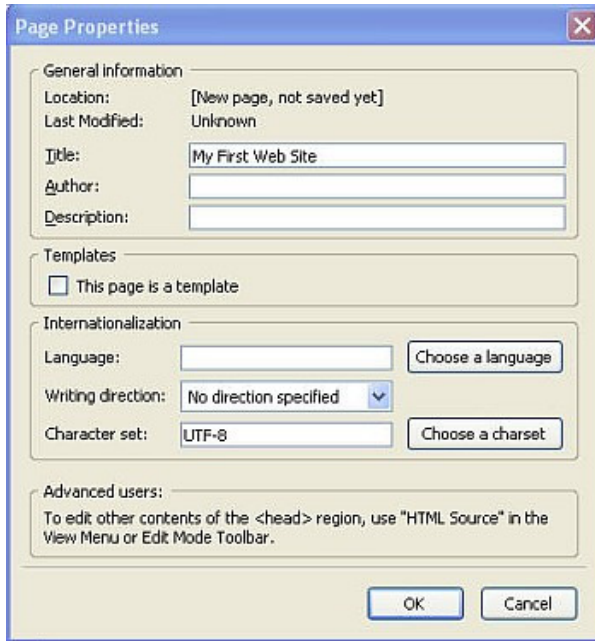 Page Properties
General information
Location: [New page, not saved yet]
Last Modified: Unknown
Title: My First Web Site
Author:
Description:
Templates
This page is a template
Internationalization
Language: Choose a language
Writing direction: No direction specified
Character set: UTF-8 Choose a charset
Advanced users:
To edit other contents of the <head> region, use "HTML Source" in the
View Menu or Edit Mode Toolbar.
OK Cancel